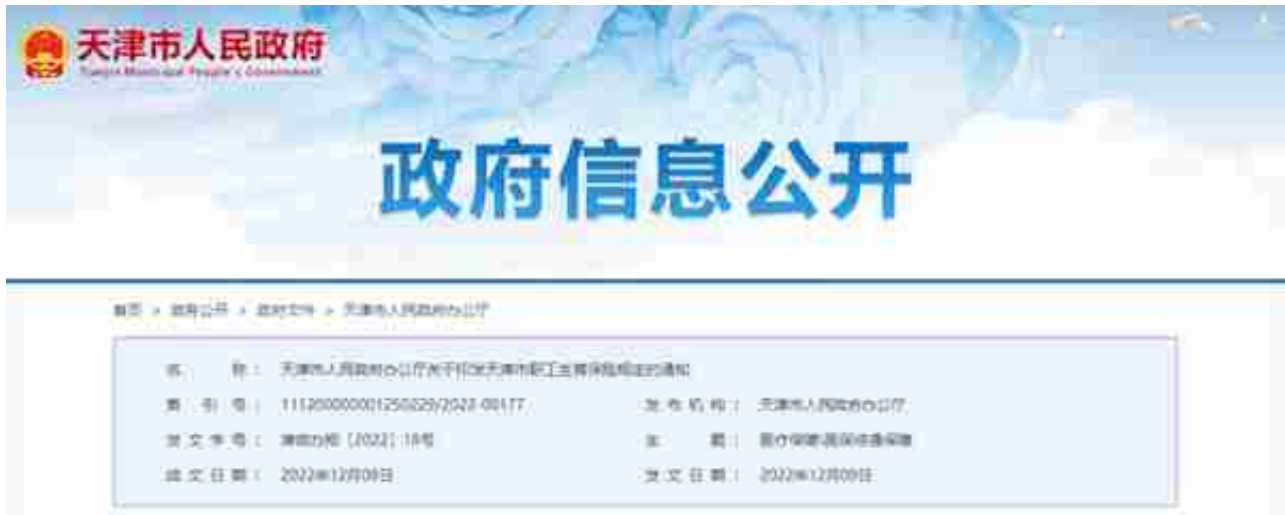 天津市人民政府
Tianjin Municipal People's Government
政府信息公开
首页 > 政府公开 > 政府文件 > 天津市人民政府办公厅
名 称： 天津市人民政府办公厅关于印发天津市职工生育保险规定的通知
索 引 号： 111200000001250229/2022-00177 发 布 机 构： 天津市人民政府办公厅
发 文 字 号： 津政办规〔2022〕18号 主 题： 医疗保障\医保待遇保障
成 文 日 期： 2022年12月09日 发 文 日 期： 2022年12月09日